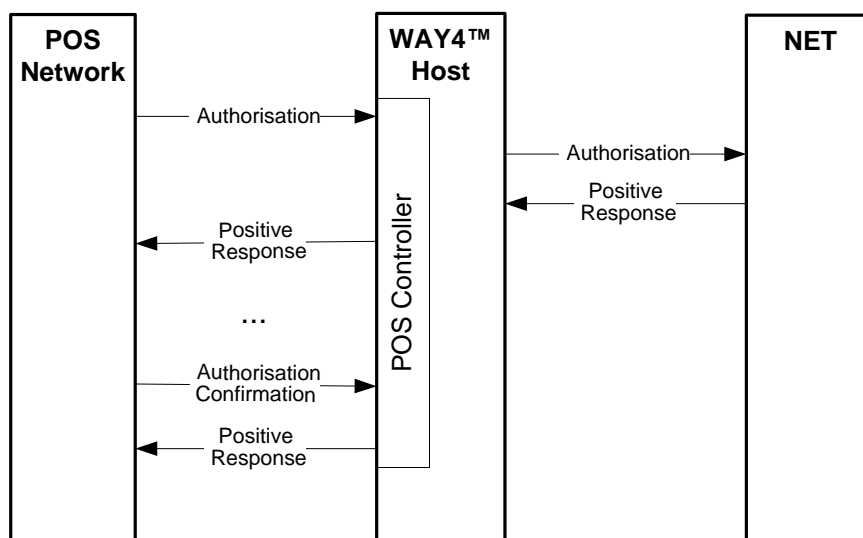 POS
Network
WAY4™
Host
NET
Authorisation
Authorisation
Positive
Response
Positive
Response
...
Authorisation
Confirmation
Positive
Response
POS Controller